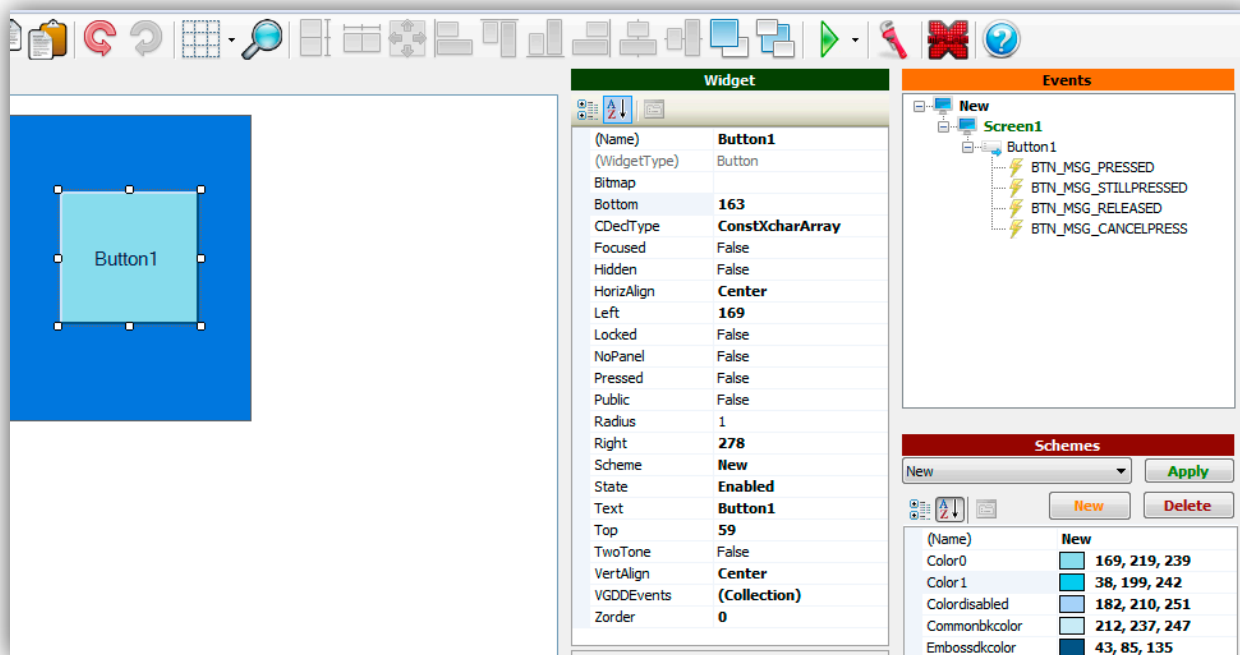 Button1
Widget
(Name) Button1
(WidgetType) Button
Bitmap
Bottom 163
CDeclType ConstXcharArray
Focused False
Hidden False
HorizAlign Center
Left 169
Locked False
NoPanel False
Pressed False
Public False
Radius 1
Right 278
Scheme New
State Enabled
Text Button1
Top 59
TwoTone False
VertAlign Center
VGDDEvents (Collection)
Zorder 0
Events
New
Screen1
Button1
BTN_MSG_PRESSED
BTN_MSG_STILLPRESSED
BTN_MSG_RELEASED
BTN_MSG_CANCELPRESS
Schemes
New Apply
New Delete
(Name) New
Color0 169, 219, 239
Color1 38, 199, 242
Colordisabled 182, 210, 251
Commonbkcolor 212, 237, 247
Embossdkcolor 43, 85, 135